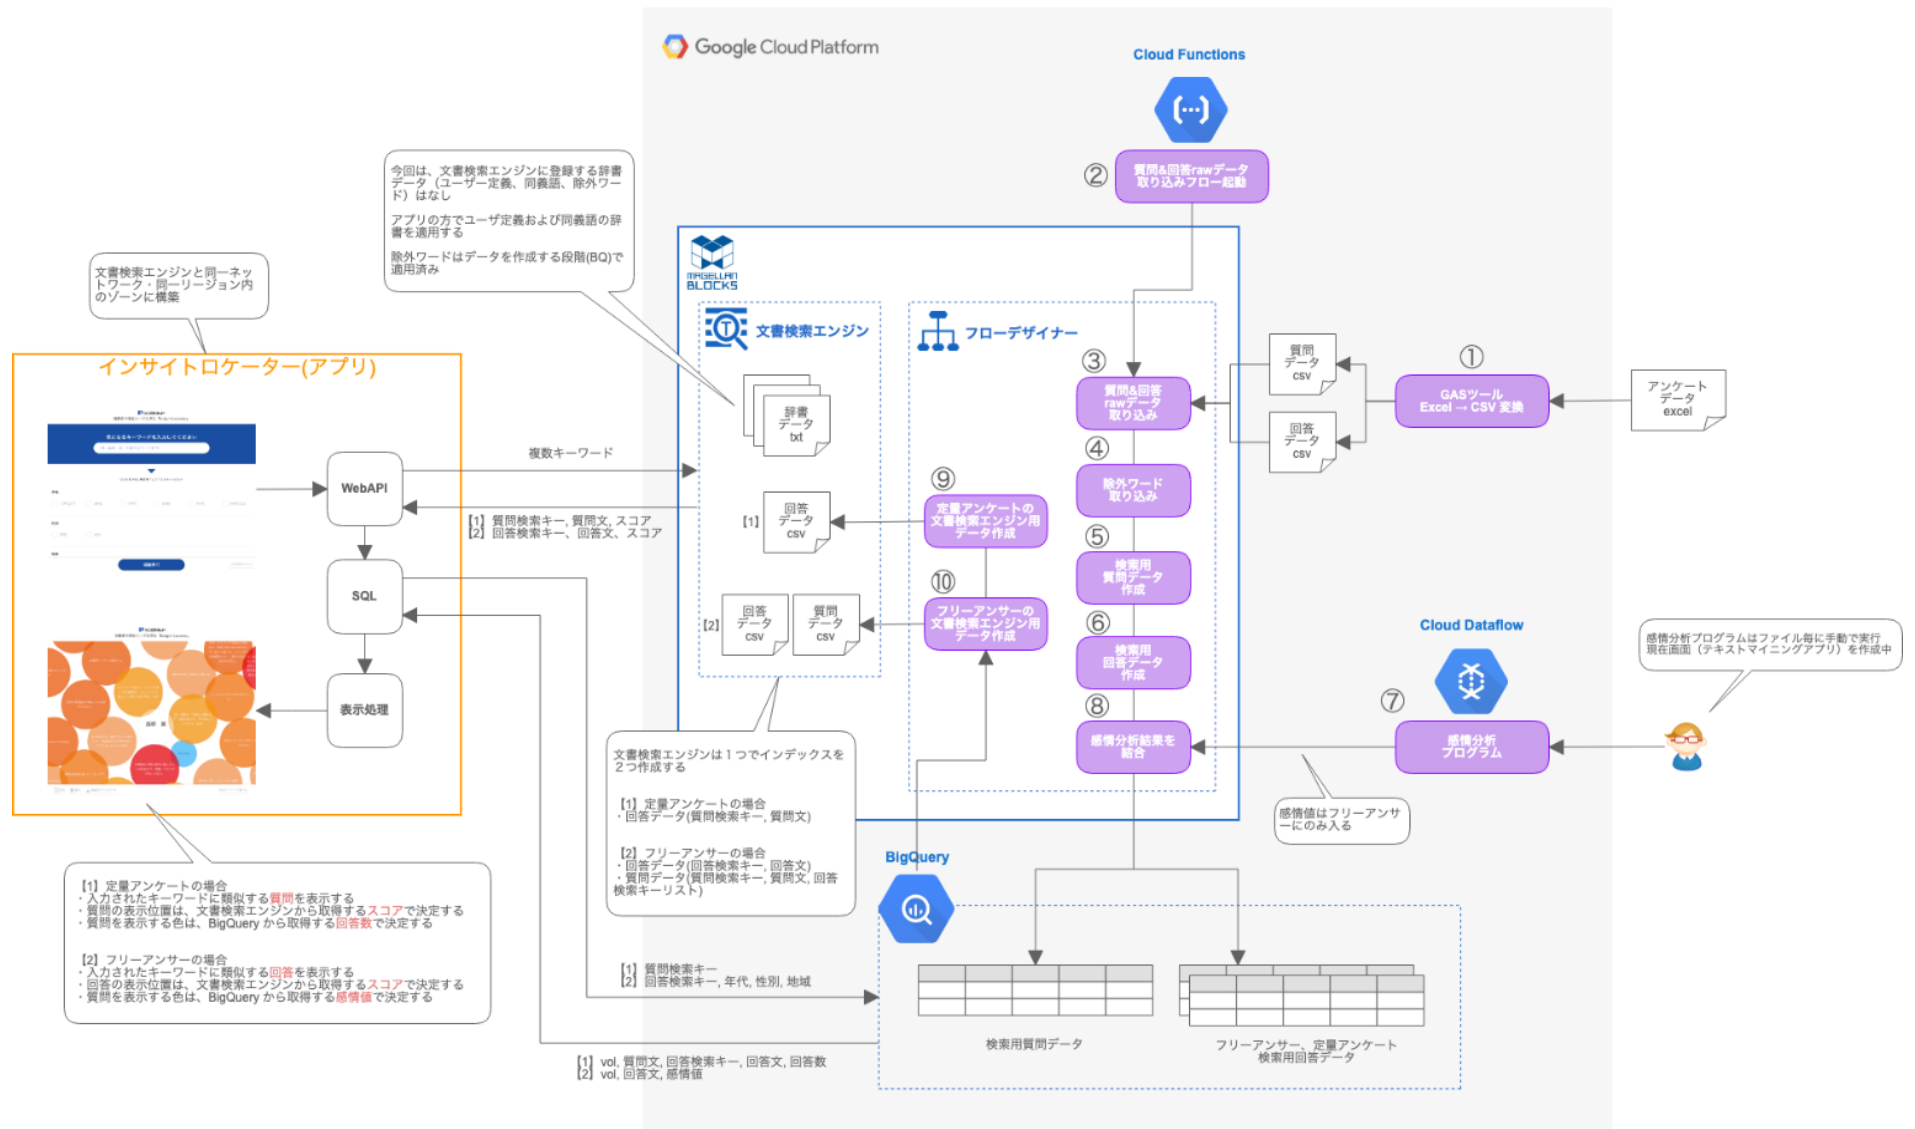 Google Cloud Platform
Cloud Functions
②
質問&回答rawデータ
取り込みフロー起動
今回は、文書検索エンジンに登録する辞書
データ（ユーザー定義、同義語、除外ワー
ド）はなし
アプリの方でユーザ定義および同義語の辞
書を適用する
除外ワードはデータを作成する段階(BQ)で
適用済み
MAGELLAN
BLOCKS
文書検索エンジンと同一ネッ
トワーク・同一リージョン内
のゾーンに構築
文書検索エンジン
フローデザイナー
インサイトロケーター(アプリ)
気になるキーワードを入力してください
WebAPI
SQL
表示処理
複数キーワード
【1】質問検索キー, 質問文, スコア
【2】回答検索キー、回答文、スコア
辞書
データ
txt
【1】
回答
データ
csv
【2】
回答
データ
csv
質問
データ
csv
③
質問&回答
rawデータ
取り込み
④
除外ワード
取り込み
⑤
検索用
質問データ
作成
⑥
検索用
回答データ
作成
⑧
感情分析結果を
結合
⑨
定量アンケートの
文書検索エンジン用
データ作成
⑩
フリーアンサーの
文書検索エンジン用
データ作成
質問
データ
csv
回答
データ
csv
①
GASツール
Excel → CSV 変換
アンケート
データ
excel
Cloud Dataflow
⑦
感情分析
プログラム
感情分析プログラムはファイル毎に手動で実行
現在画面（テキストマイニングアプリ）を作成中
感情値はフリーアンサ
ーにのみ入る
文書検索エンジンは１つでインデックスを
２つ作成する
【1】定量アンケートの場合
・回答データ(質問検索キー, 質問文)
【2】フリーアンサーの場合
・回答データ(回答検索キー, 回答文)
・質問データ(質問検索キー, 質問文, 回答
検索キーリスト)
【1】定量アンケートの場合
・入力されたキーワードに類似する質問を表示する
・質問の表示位置は、文書検索エンジンから取得するスコアで決定する
・質問を表示する色は、BigQuery から取得する回答数で決定する
【2】フリーアンサーの場合
・入力されたキーワードに類似する回答を表示する
・回答の表示位置は、文書検索エンジンから取得するスコアで決定する
・質問を表示する色は、BigQuery から取得する感情値で決定する
BigQuery
【1】質問検索キー
【2】回答検索キー, 年代, 性別, 地域
【1】vol, 質問文, 回答検索キー, 回答文, 回答数
【2】vol, 回答文, 感情値
検索用質問データ
フリーアンサー、定量アンケート
検索用回答データ